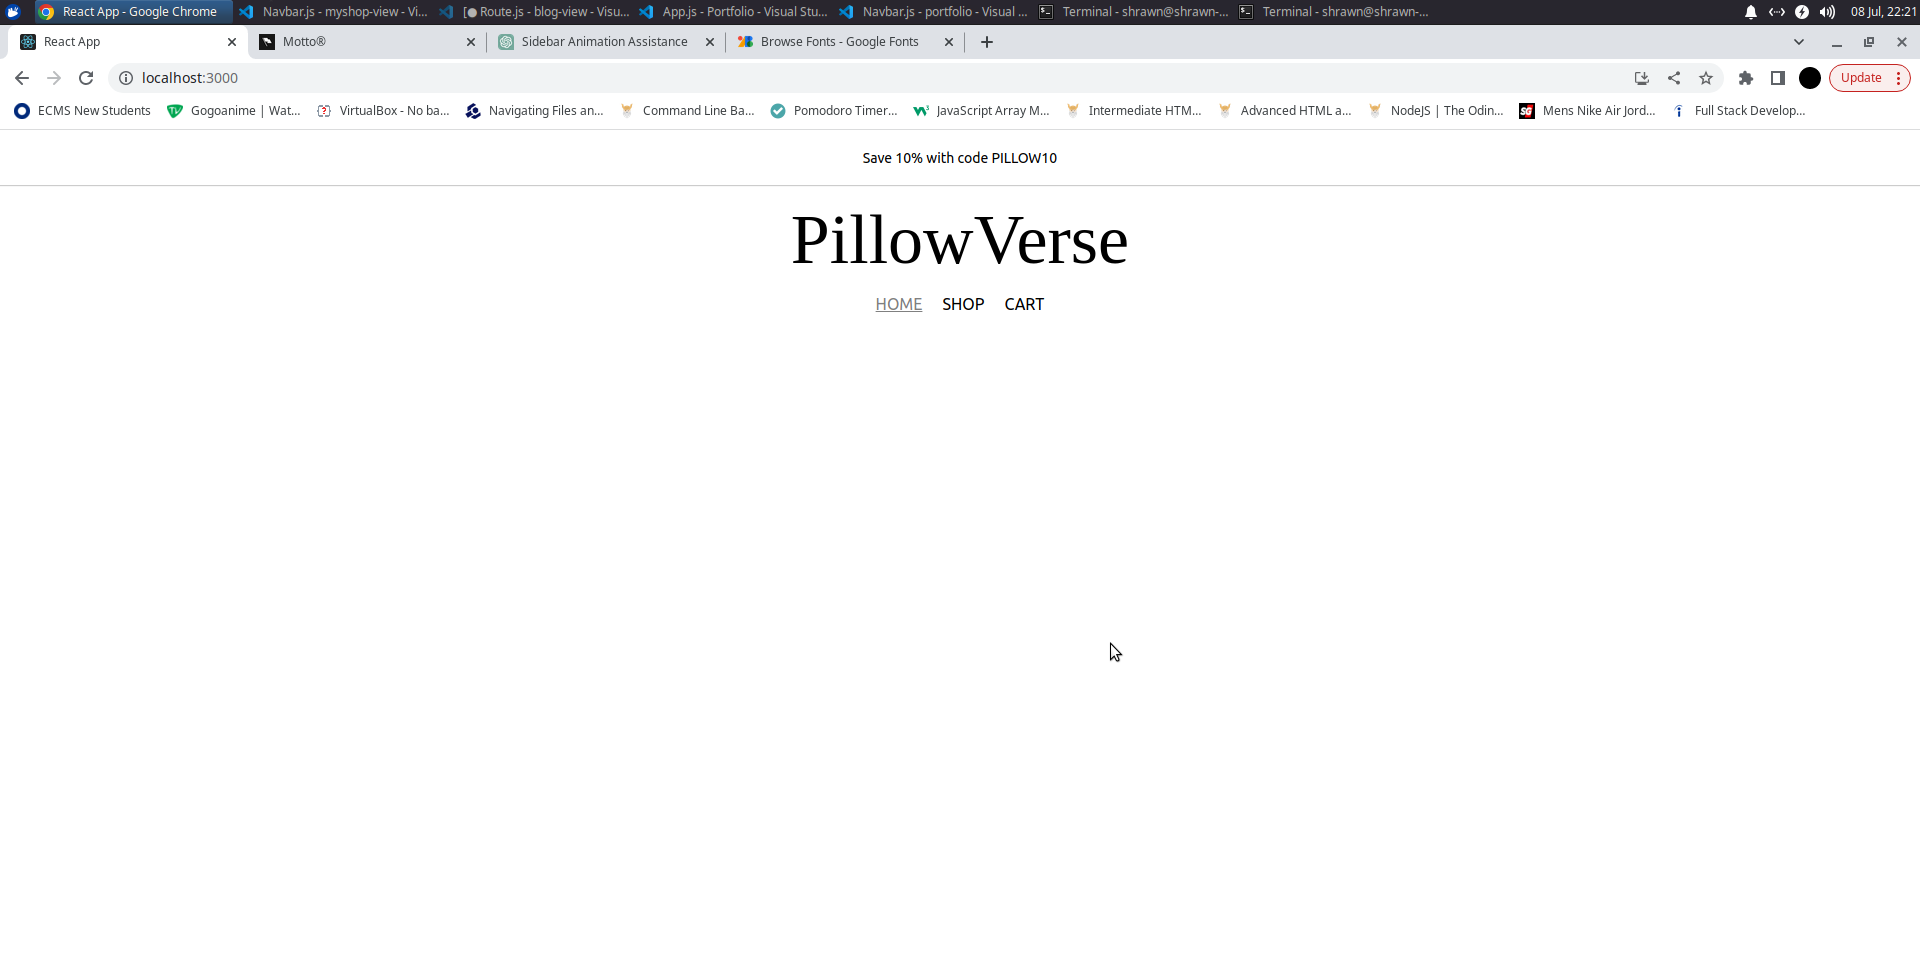 React App - Google Chrome Navbar.js - myshop-view - Vi... [● Route.js - blog-view - Visu... App.js - Portfolio - Visual Stu... Navbar.js - portfolio - Visual ... Terminal - shrawn@shrawn-... Terminal - shrawn@shrawn-... 08 Jul, 22:21
React App Motto® Sidebar Animation Assistance Browse Fonts - Google Fonts
localhost:3000 Update
ECMS New Students Gogoanime | Wat... VirtualBox - No ba... Navigating Files an... Command Line Ba... Pomodoro Timer... JavaScript Array M... Intermediate HTM... Advanced HTML a... NodeJS | The Odin... Mens Nike Air Jord... Full Stack Develop...
Save 10% with code PILLOW10
PillowVerse
HOME SHOP CART